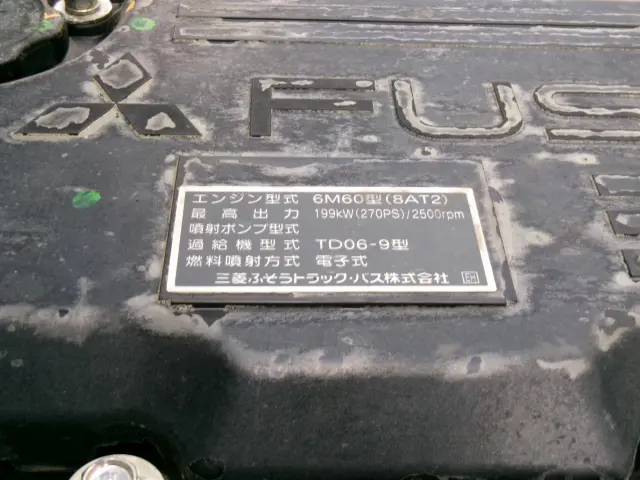 FUS
エンジン型式 6M60型(8AT2)
最高出力 199kW(270PS)/2500rpm
噴射ポンプ型式
過給機型式 TD06-9型
燃料噴射方式 電子式
三菱ふそうトラック・バス株式会社